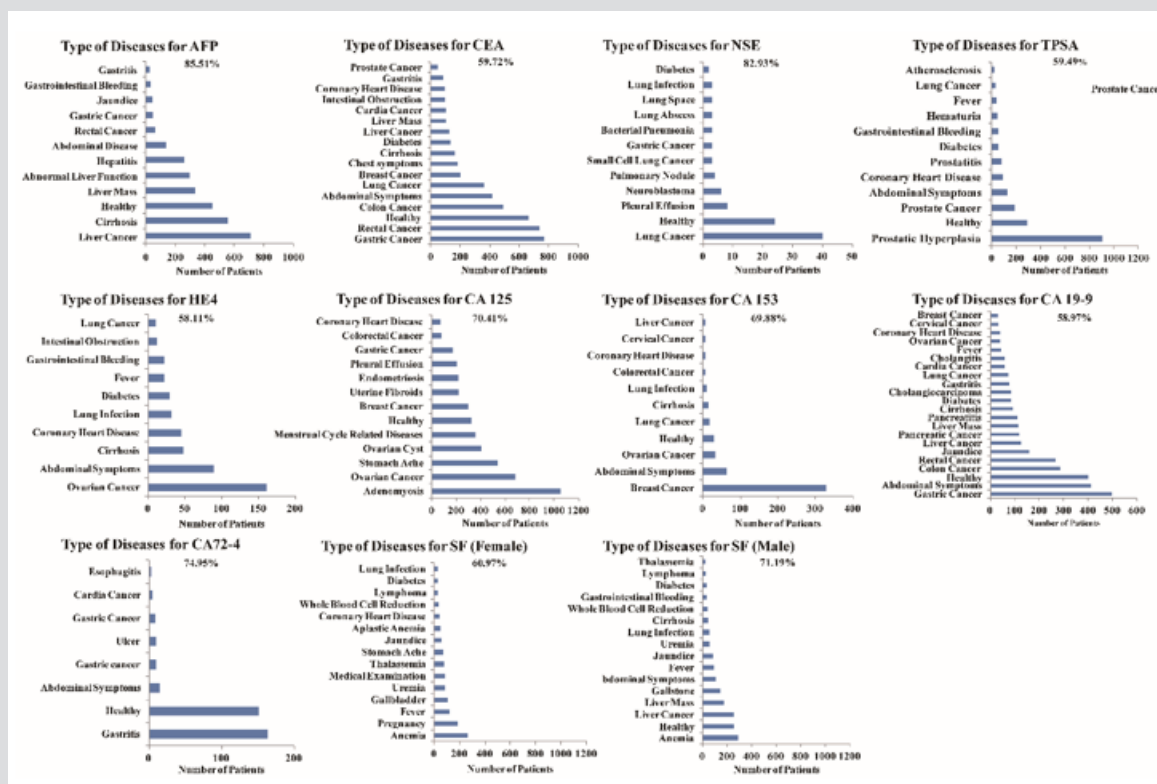 Type of Diseases for AFP
85.51%
Gastritis
Gastrointestinal Bleeding
Jaundice
Gastric Cancer
Rectal Cancer
Abdominal Disease
Hepatitis
Abnormal Liver Function
Liver Mass
Healthy
Cirrhosis
Liver Cancer
0 200 400 600 800 1000
Number of Patients
Type of Diseases for CEA
59.72%
Prostate Cancer
Gastritis
Coronary Heart Disease
Intestinal Obstruction
Cardia Cancer
Liver Mass
Liver Cancer
Diabetes
Cirrhosis
Chest symptoms
Breast Cancer
Lung Cancer
Abdominal Symptoms
Colon Cancer
Healthy
Rectal Cancer
Gastric Cancer
0 200 400 600 800 1000
Number of Patients
Type of Diseases for NSE
82.93%
Diabetes
Lung Infection
Lung Space
Lung Abscess
Bacterial Pneumonia
Gastric Cancer
Small Cell Lung Cancer
Pulmonary Nodule
Neuroblastoma
Pleural Effusion
Healthy
Lung Cancer
0 10 20 30 40 50
Number of Patients
Type of Diseases for TPSA
59.49%
Atherosclerosis
Lung Cancer
Prostate Cancer
Fever
Hematuria
Gastrointestinal Bleeding
Diabetes
Prostatitis
Coronary Heart Disease
Abdominal Symptoms
Prostate Cancer
Healthy
Prostatic Hyperplasia
0 200 400 600 800 1000 1200
Number of Patients
Type of Diseases for HE4
58.11%
Lung Cancer
Intestinal Obstruction
Gastrointestinal Bleeding
Fever
Diabetes
Lung Infection
Coronary Heart Disease
Cirrhosis
Abdominal Symptoms
Ovarian Cancer
0 50 100 150 200
Number of Patients
Type of Diseases for CA 125
70.41%
Coronary Heart Disease
Colorectal Cancer
Gastric Cancer
Pleural Effusion
Endometriosis
Uterine Fibroids
Breast Cancer
Healthy
Menstrual Cycle Related Diseases
Ovarian Cyst
Stomach Ache
Ovarian Cancer
Adenomyosis
0 200 400 600 800 1000 1200
Number of Patients
Type of Diseases for CA 153
69.88%
Liver Cancer
Cervical Cancer
Coronary Heart Disease
Colorectal Cancer
Lung Infection
Cirrhosis
Lung Cancer
Healthy
Ovarian Cancer
Abdominal Symptoms
Breast Cancer
0 100 200 300 400
Number of Patients
Type of Diseases for CA 19-9
58.97%
Breast Cancer
Cervical Cancer
Coronary Heart Disease
Ovarian Cancer
Fever
Cholangitis
Cardia Cancer
Lung Cancer
Gastritis
Cholangiocarcinoma
Diabetes
Cirrhosis
Pancreatitis
Liver Mass
Pancreatic Cancer
Liver Cancer
Jaundice
Rectal Cancer
Colon Cancer
Healthy
Abdominal Symptoms
Gastric Cancer
0 100 200 300 400 500 600
Number of Patients
Type of Diseases for CA72-4
74.95%
Esophagitis
Cardia Cancer
Gastric Cancer
Ulcer
Gastric cancer
Abdominal Symptoms
Healthy
Gastritis
0 100 200
Number of Patients
Type of Diseases for SF (Female)
60.97%
Lung Infection
Diabetes
Lymphoma
Whole Blood Cell Reduction
Coronary Heart Disease
Aplastic Anemia
Jaundice
Stomach Ache
Thalassemia
Medical Examination
Uremia
Gallbladder
Fever
Pregnancy
Anemia
0 200 400 600 800 1000 1200
Number of Patients
Type of Diseases for SF (Male)
71.19%
Thalassemia
Lymphoma
Diabetes
Gastrointestinal Bleeding
Whole Blood Cell Reduction
Cirrhosis
Lung Infection
Uremia
Jaundice
Fever
bdominal Symptoms
Gallstone
Liver Mass
Liver Cancer
Healthy
Anemia
0 200 400 600 800 1000 1200
Number of Patients